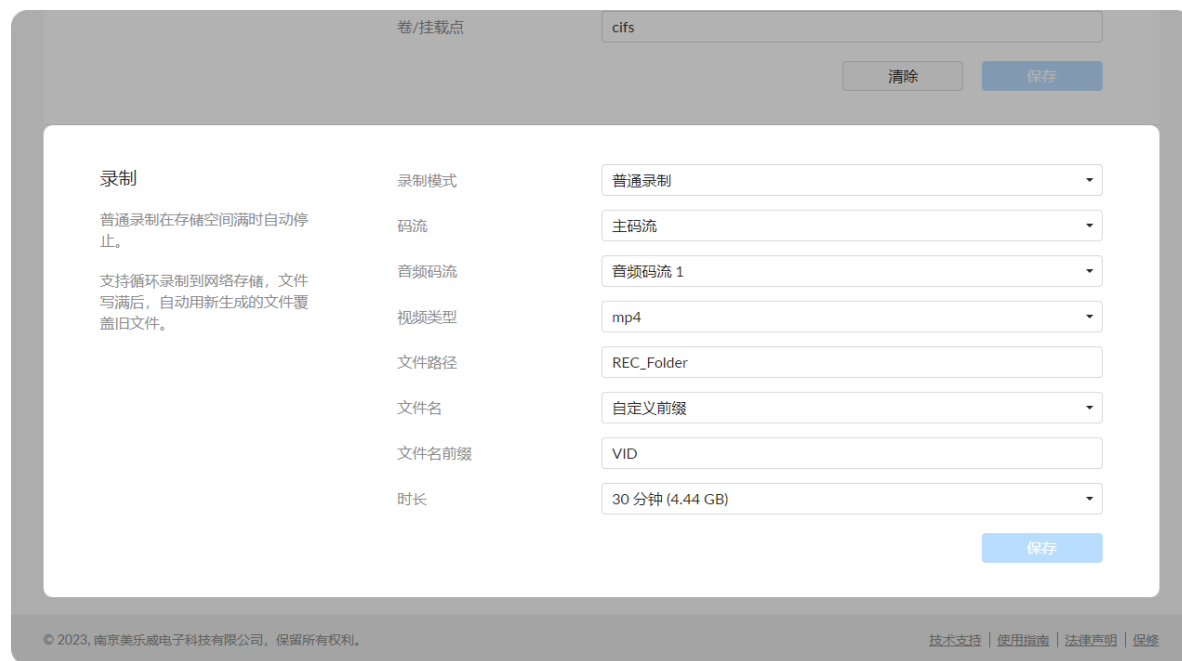 卷/挂载点 cifs
清除 保存
录制
普通录制在存储空间满时自动停
止。
支持循环录制到网络存储，文件
写满后，自动用新生成的文件覆
盖旧文件。
录制模式 普通录制
码流 主码流
音频码流 音频码流 1
视频类型 mp4
文件路径 REC_Folder
文件名 自定义前缀
文件名前缀 VID
时长 30 分钟 (4.44 GB)
保存
© 2023, 南京美乐威电子科技有限公司，保留所有权利。 技术支持 | 使用指南 | 法律声明 | 保修